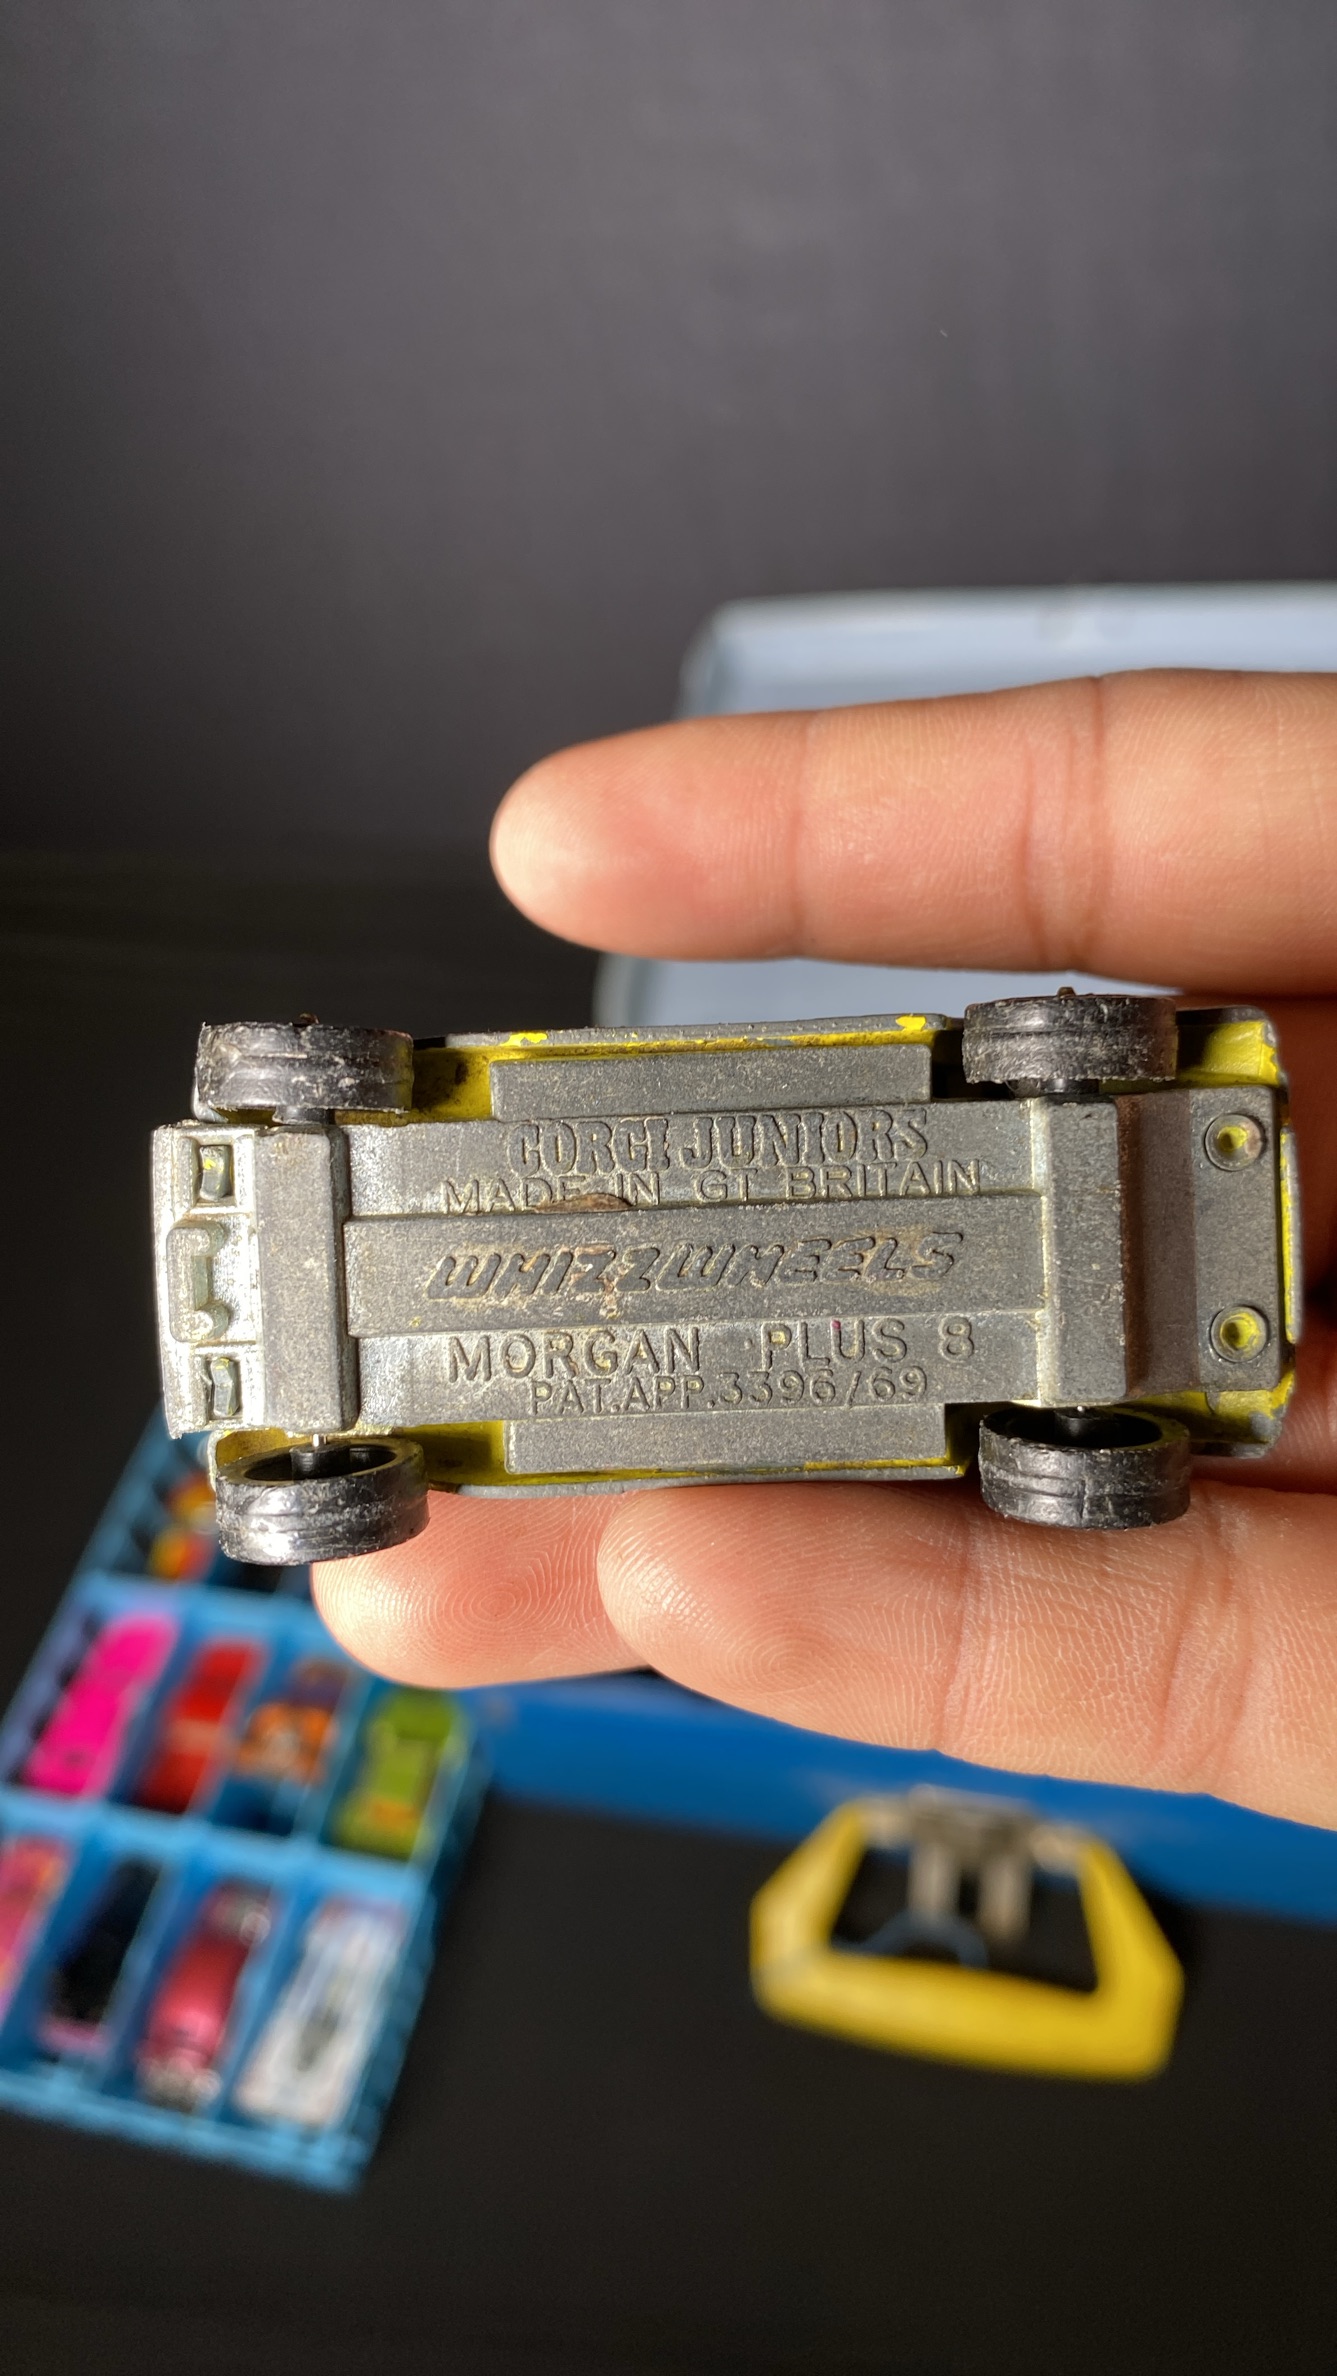 CORGI JUNIORS
MADE IN GT BRITAIN
WHIZZWHEELS
MORGAN PLUS 8
PAT.APP.3396/69